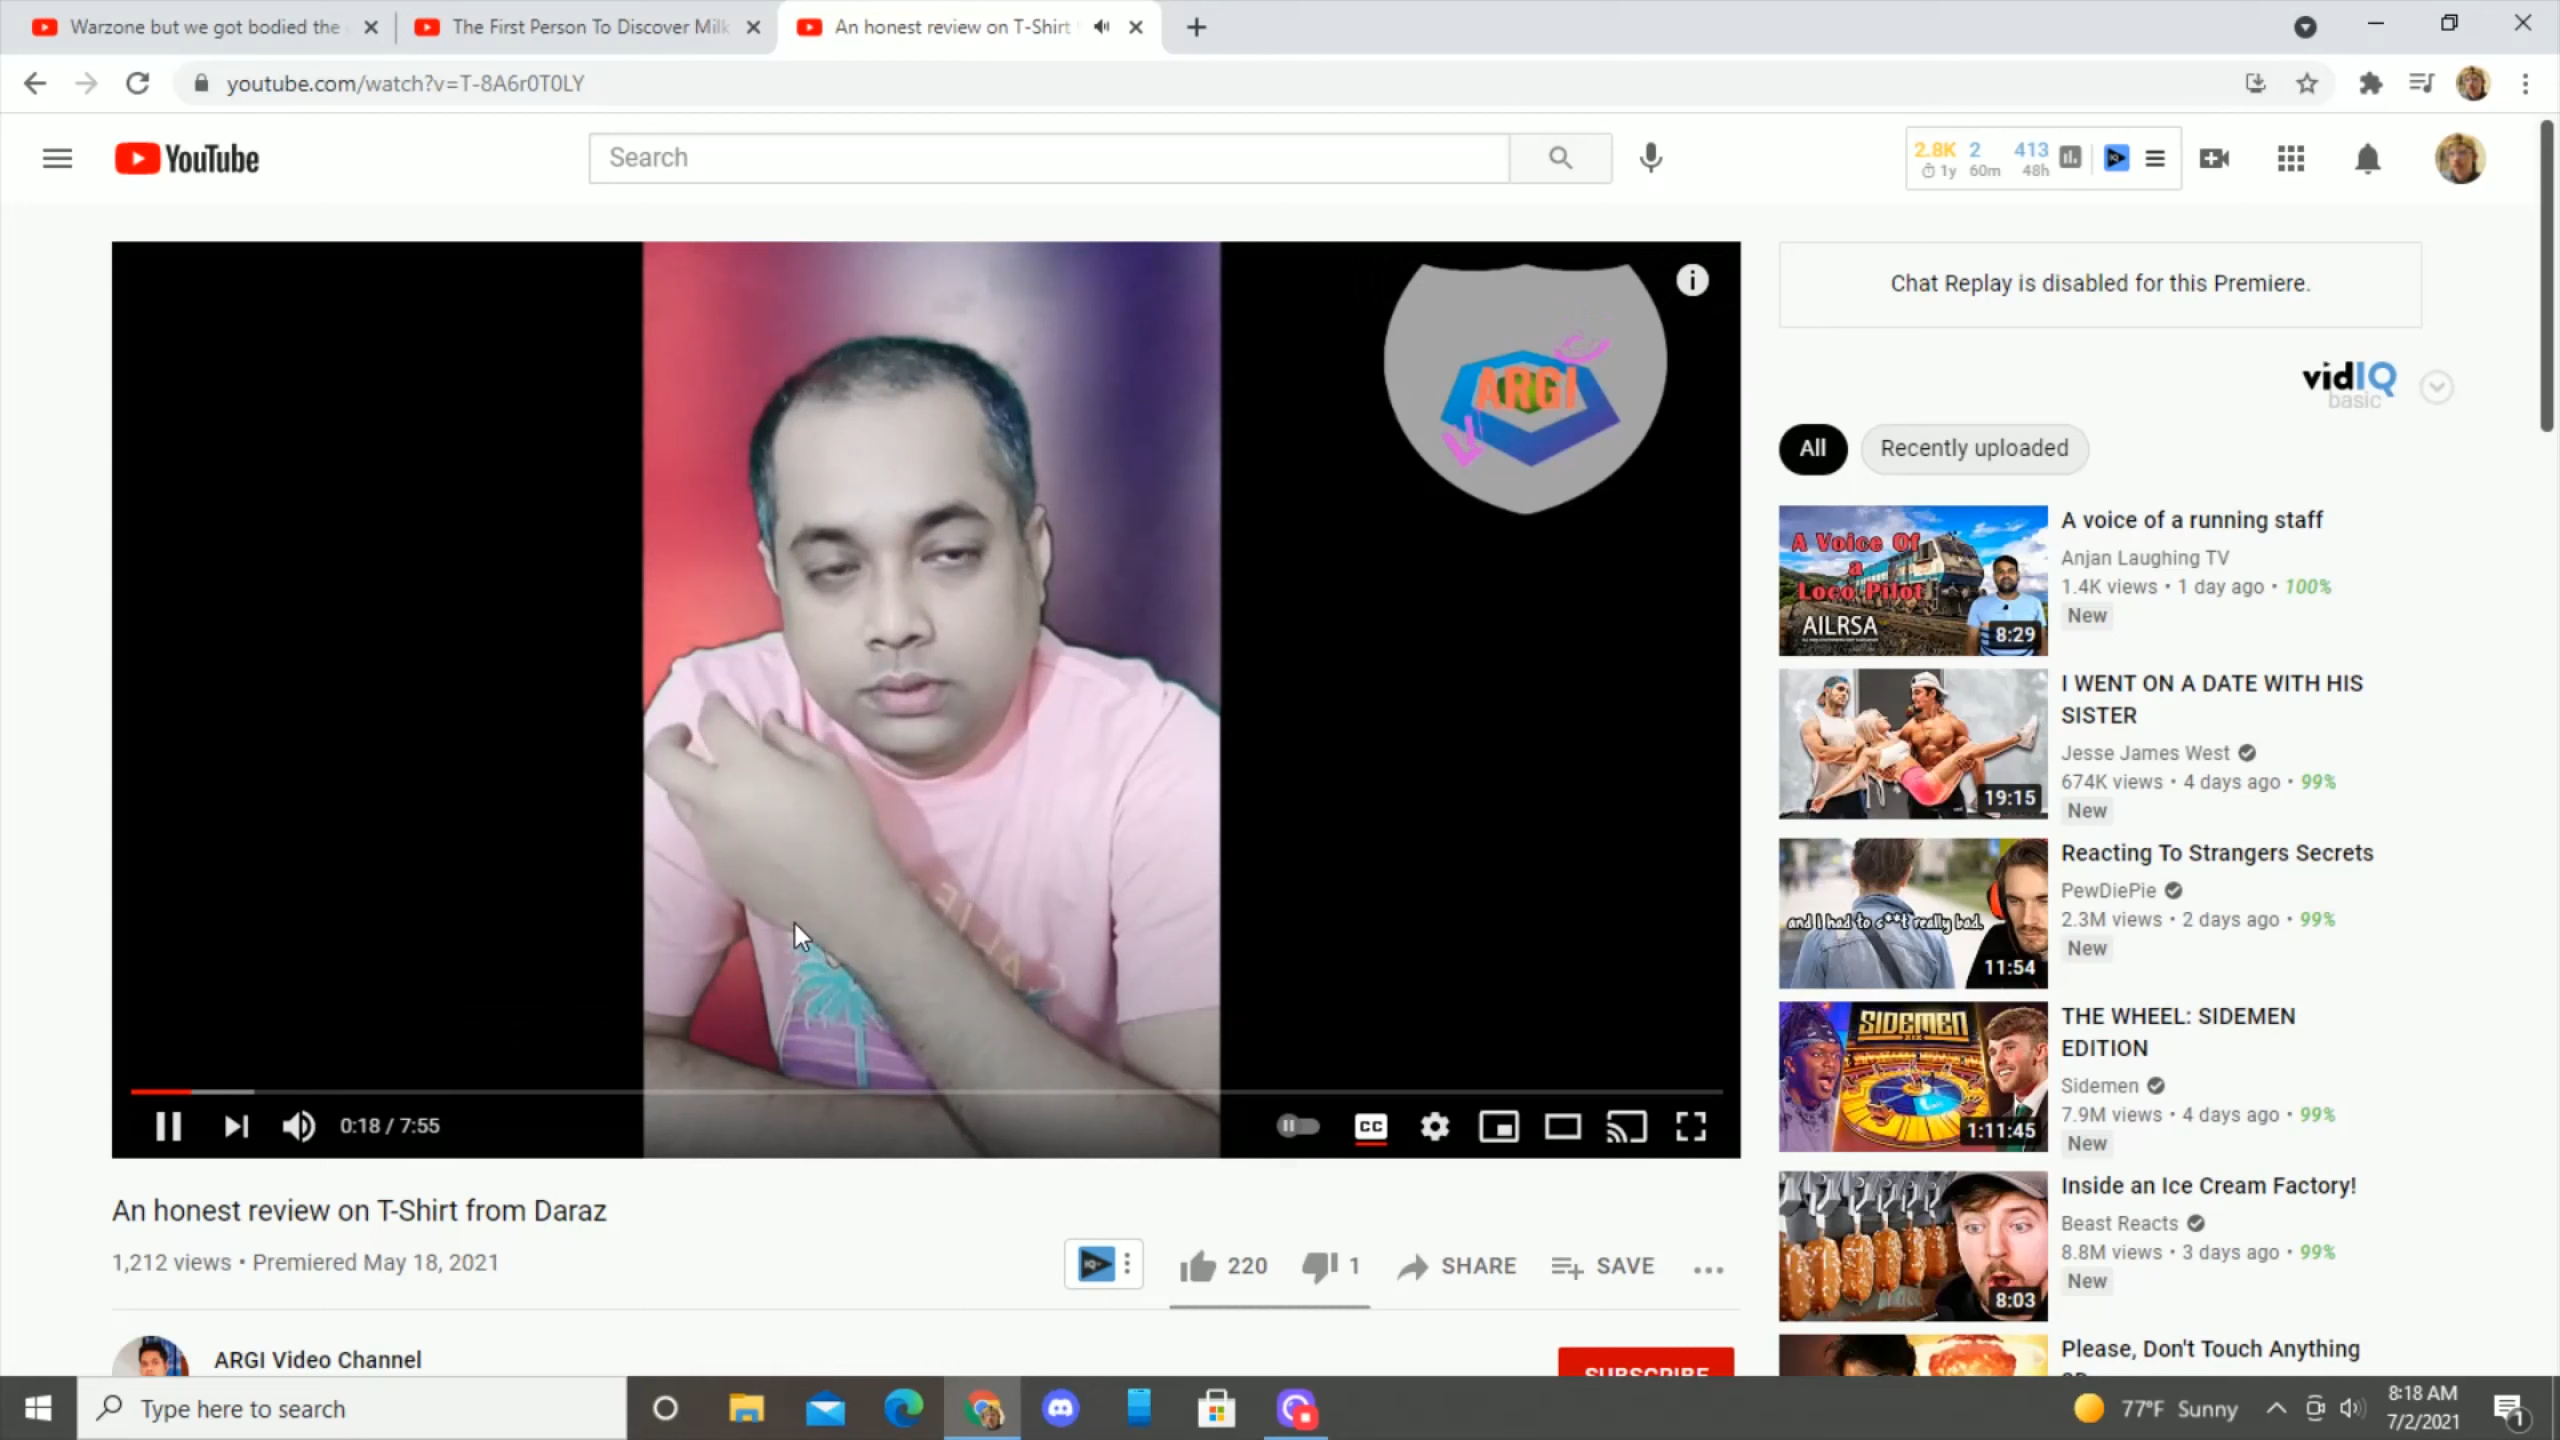 Warzone but we got bodied the
The First Person To Discover Milk
An honest review on T-Shirt
youtube.com/watch?v=T-8A6r0T0LY
YouTube
Search
2.8K 2 413
1y 60m 48h
Chat Replay is disabled for this Premiere.
vidIQ
basic
All
Recently uploaded
ARGI
A Voice Of
a
Loco Pilot
AILRSA
8:29
A voice of a running staff
Anjan Laughing TV
1.4K views • 1 day ago • 100%
New
19:15
I WENT ON A DATE WITH HIS
SISTER
Jesse James West
674K views • 4 days ago • 99%
New
and I had to s**t really bad.
11:54
Reacting To Strangers Secrets
PewDiePie
2.3M views • 2 days ago • 99%
New
SIDEMEN
1:11:45
THE WHEEL: SIDEMEN
EDITION
Sidemen
7.9M views • 4 days ago • 99%
New
8:03
Inside an Ice Cream Factory!
Beast Reacts
8.8M views • 3 days ago • 99%
New
Please, Don't Touch Anything
0:18 / 7:55
CC
An honest review on T-Shirt from Daraz
1,212 views • Premiered May 18, 2021
220
1
SHARE
SAVE
ARGI Video Channel
SUBSCRIBE
Type here to search
77°F Sunny
8:18 AM
7/2/2021
1